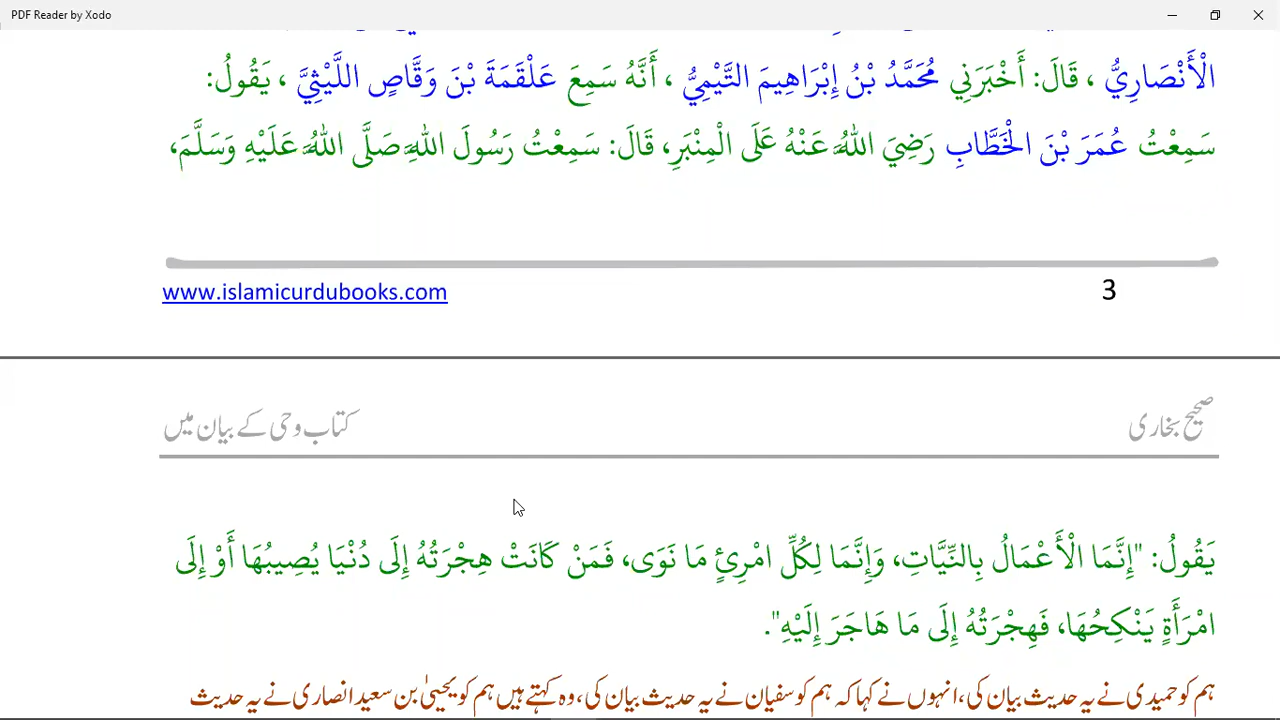 PDF Reader by Xodo
الْأَنْصَارِيُّ ، قَالَ: أَخْبَرَنِي مُحَمَّدُ بْنُ إِبْرَاهِيمَ التَّيْمِيُّ ، أَنَّهُ سَمِعَ عَلْقَمَةَ بْنَ وَقَّاصٍ اللَّيْثِيَّ ، يَقُولُ:
سَمِعْتُ عُمَرَ بْنَ الْخَطَّابِ رَضِيَ اللَّهُ عَنْهُ عَلَى الْمِنْبَرِ، قَالَ: سَمِعْتُ رَسُولَ اللَّهِ صَلَّى اللَّهُ عَلَيْهِ وَسَلَّمَ،
www.islamicurdubooks.com 3
صحیح بخاری کتاب وحی کے بیان میں
يَقُولُ: "إِنَّمَا الْأَعْمَالُ بِالنِّيَّاتِ، وَإِنَّمَا لِكُلِّ امْرِئٍ مَا نَوَى، فَمَنْ كَانَتْ هِجْرَتُهُ إِلَى دُنْيَا يُصِيبُهَا أَوْ إِلَى
امْرَأَةٍ يَنْكِحُهَا، فَهِجْرَتُهُ إِلَى مَا هَاجَرَ إِلَيْهِ".
ہم کو حمیدی نے یہ حدیث بیان کی، انہوں نے کہا کہ ہم کو سفیان نے یہ حدیث بیان کی، وہ کہتے ہیں ہم کو یحییٰ بن سعید انصاری نے یہ حدیث